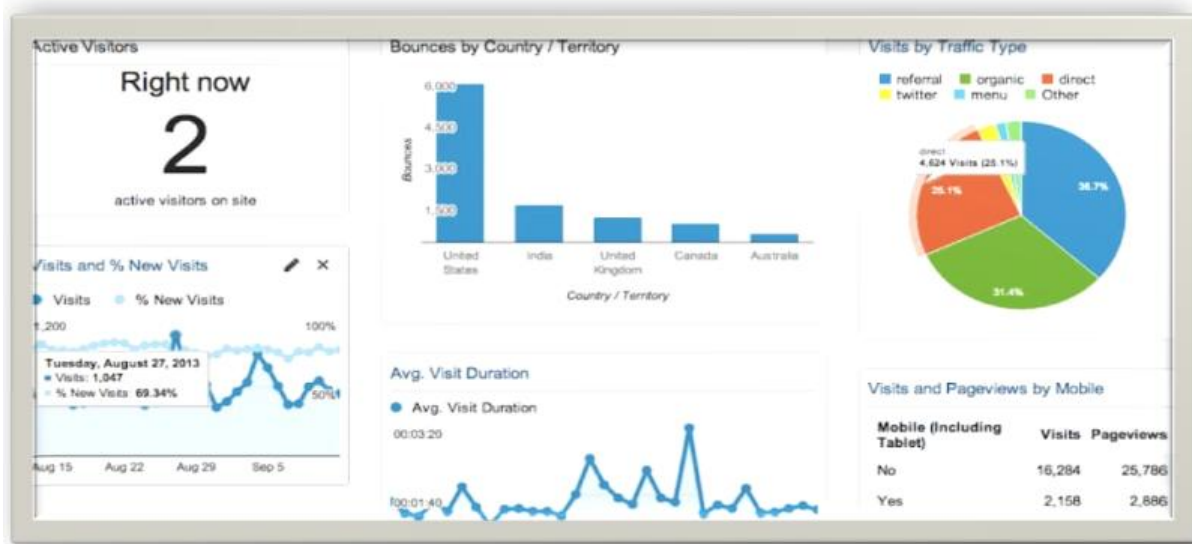 Active Visitors
Right now
2
active visitors on site
Visits and % New Visits
Visits % New Visits
1,200 100%
Tuesday, August 27, 2013
Visits: 1,047
% New Visits: 69.34%
50%
Aug 15 Aug 22 Aug 29 Sep 5
Bounces by Country / Territory
6,000
4,500
3,000
1,500
Bounces
United States
India
United Kingdom
Canada
Australia
Country / Territory
Avg. Visit Duration
Avg. Visit Duration
00:03:20
00:01:40
Visits by Traffic Type
referral organic direct
twitter menu Other
direct
4,624 Visits (25.1%)
25.1%
36.7%
31.4%
Visits and Pageviews by Mobile
Mobile (Including Tablet) Visits Pageviews
No 16,284 25,786
Yes 2,158 2,886